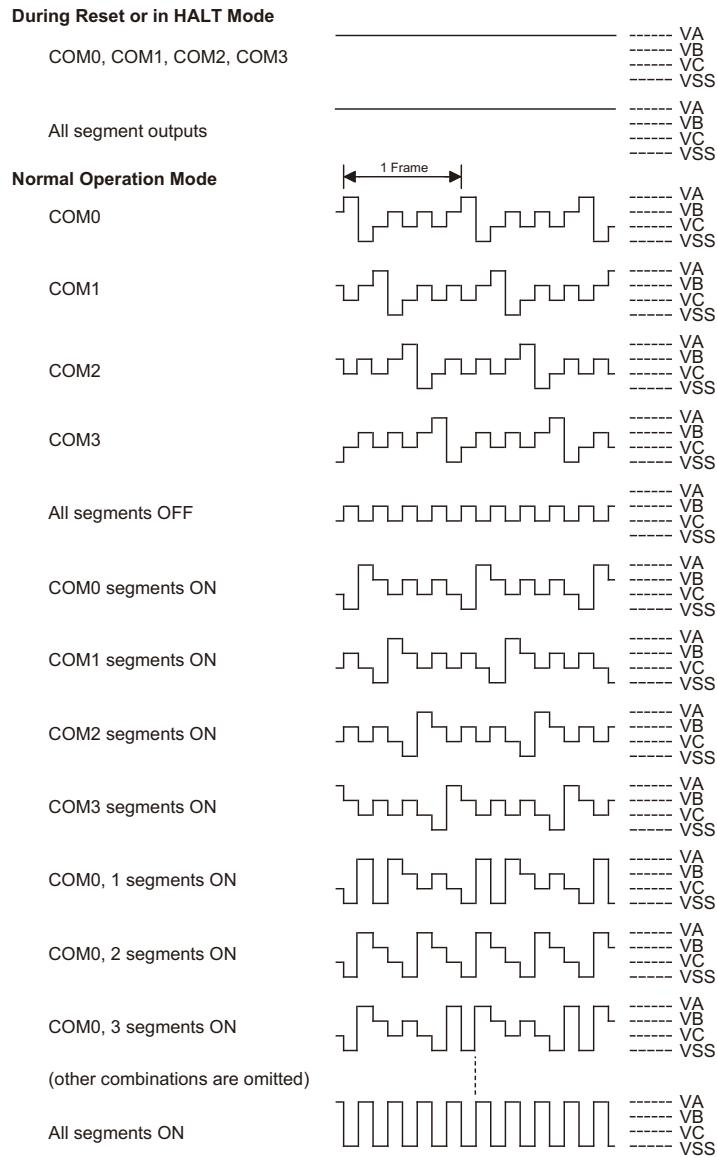 During Reset or in HALT Mode
COM0, COM1, COM2, COM3
VA
VB
VC
VSS
All segment outputs
VA
VB
VC
VSS
Normal Operation Mode
1 Frame
COM0
VA
VB
VC
VSS
COM1
VA
VB
VC
VSS
COM2
VA
VB
VC
VSS
COM3
VA
VB
VC
VSS
All segments OFF
VA
VB
VC
VSS
COM0 segments ON
VA
VB
VC
VSS
COM1 segments ON
VA
VB
VC
VSS
COM2 segments ON
VA
VB
VC
VSS
COM3 segments ON
VA
VB
VC
VSS
COM0, 1 segments ON
VA
VB
VC
VSS
COM0, 2 segments ON
VA
VB
VC
VSS
COM0, 3 segments ON
VA
VB
VC
VSS
(other combinations are omitted)
All segments ON
VA
VB
VC
VSS